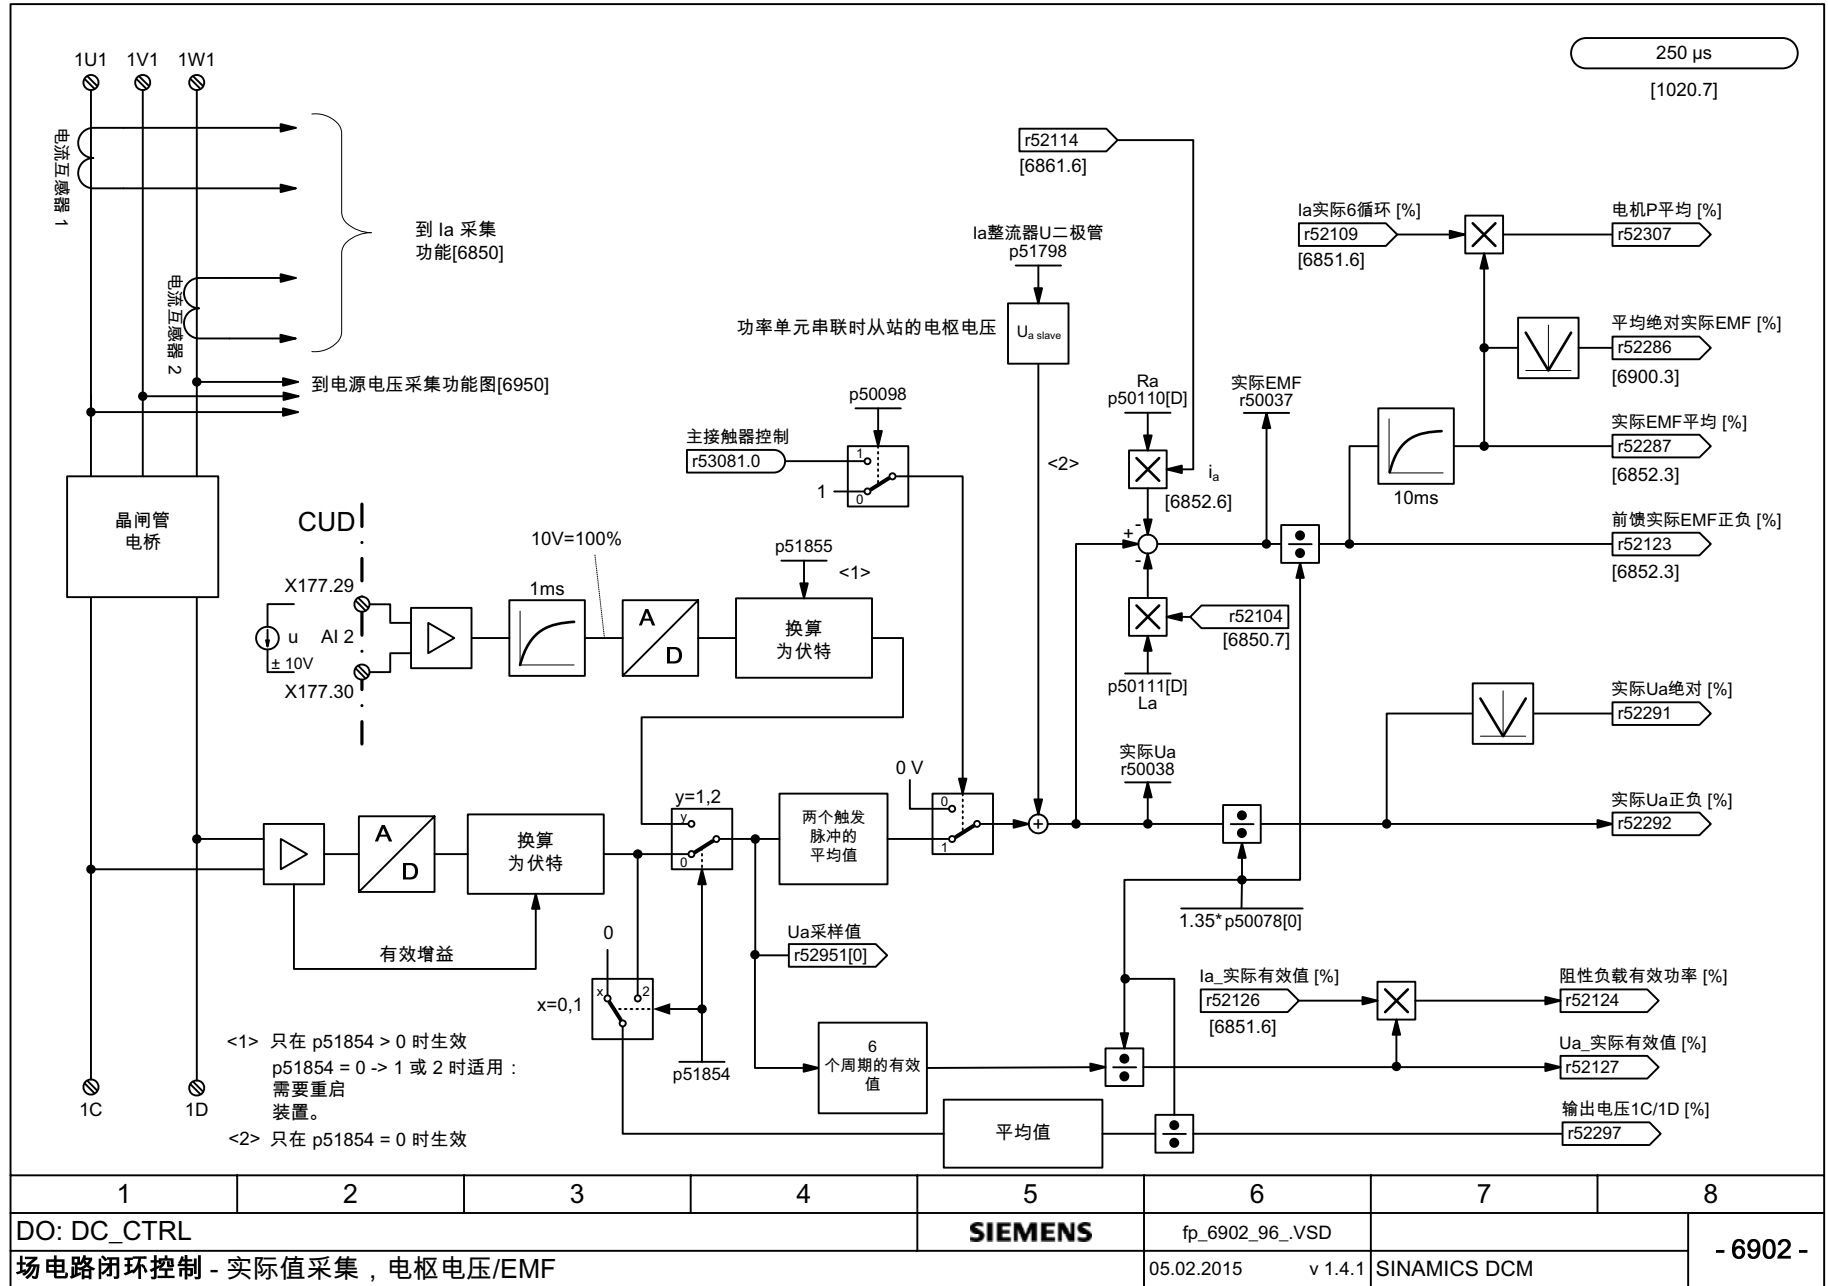 1U1 1V1 1W1
250 µs
[1020.7]
电流互感器 1
到 Ia 采集
功能[6850]
电流互感器 2
到电源电压采集功能图[6950]
r52114
[6861.6]
Ia整流器U二极管
p51798
功率单元串联时从站的电枢电压
Ua slave
<2>
Ia实际6循环 [%]
r52109
[6851.6]
电机P平均 [%]
r52307
平均绝对实际EMF [%]
r52286
[6900.3]
实际EMF平均 [%]
r52287
[6852.3]
10ms
前馈实际EMF正负 [%]
r52123
[6852.3]
Ra
p50110[D]
实际EMF
r50037
ia
[6852.6]
+
-
-
r52104
[6850.7]
p50111[D]
La
p50098
主接触器控制
r53081.0
1
1
0
晶闸管
电桥
CUD
X177.29
u
AI 2
± 10V
X177.30
1ms
10V=100%
A
D
p51855
<1>
换算
为伏特
实际Ua绝对 [%]
r52291
实际Ua
r50038
0 V
0
1
+
实际Ua正负 [%]
r52292
1.35*p50078[0]
y=1,2
y
0
两个触发
脉冲的
平均值
A
D
换算
为伏特
有效增益
Ua采样值
r52951[0]
0
x
2
x=0,1
p51854
6
个周期的有效
值
Ia_实际有效值 [%]
r52126
[6851.6]
阻性负载有效功率 [%]
r52124
Ua_实际有效值 [%]
r52127
输出电压1C/1D [%]
r52297
平均值
1C
1D
<1> 只在 p51854 > 0 时生效
p51854 = 0 -> 1 或 2 时适用：
需要重启
装置。
<2> 只在 p51854 = 0 时生效
1 2 3 4 5 6 7 8
DO: DC_CTRL
SIEMENS
fp_6902_96_.VSD
- 6902 -
场电路闭环控制 - 实际值采集，电枢电压/EMF
05.02.2015
v 1.4.1
SINAMICS DCM